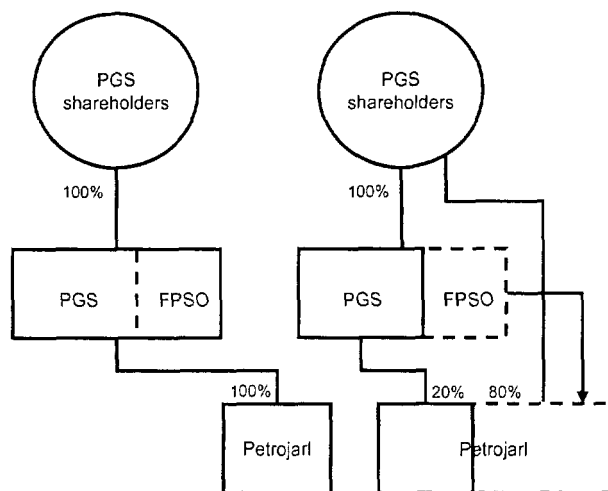 PGS
shareholders
PGS
shareholders
100%
100%
PGS
FPSO
PGS
FPSO
100%
20%
80%
Petrojarl
Petrojarl